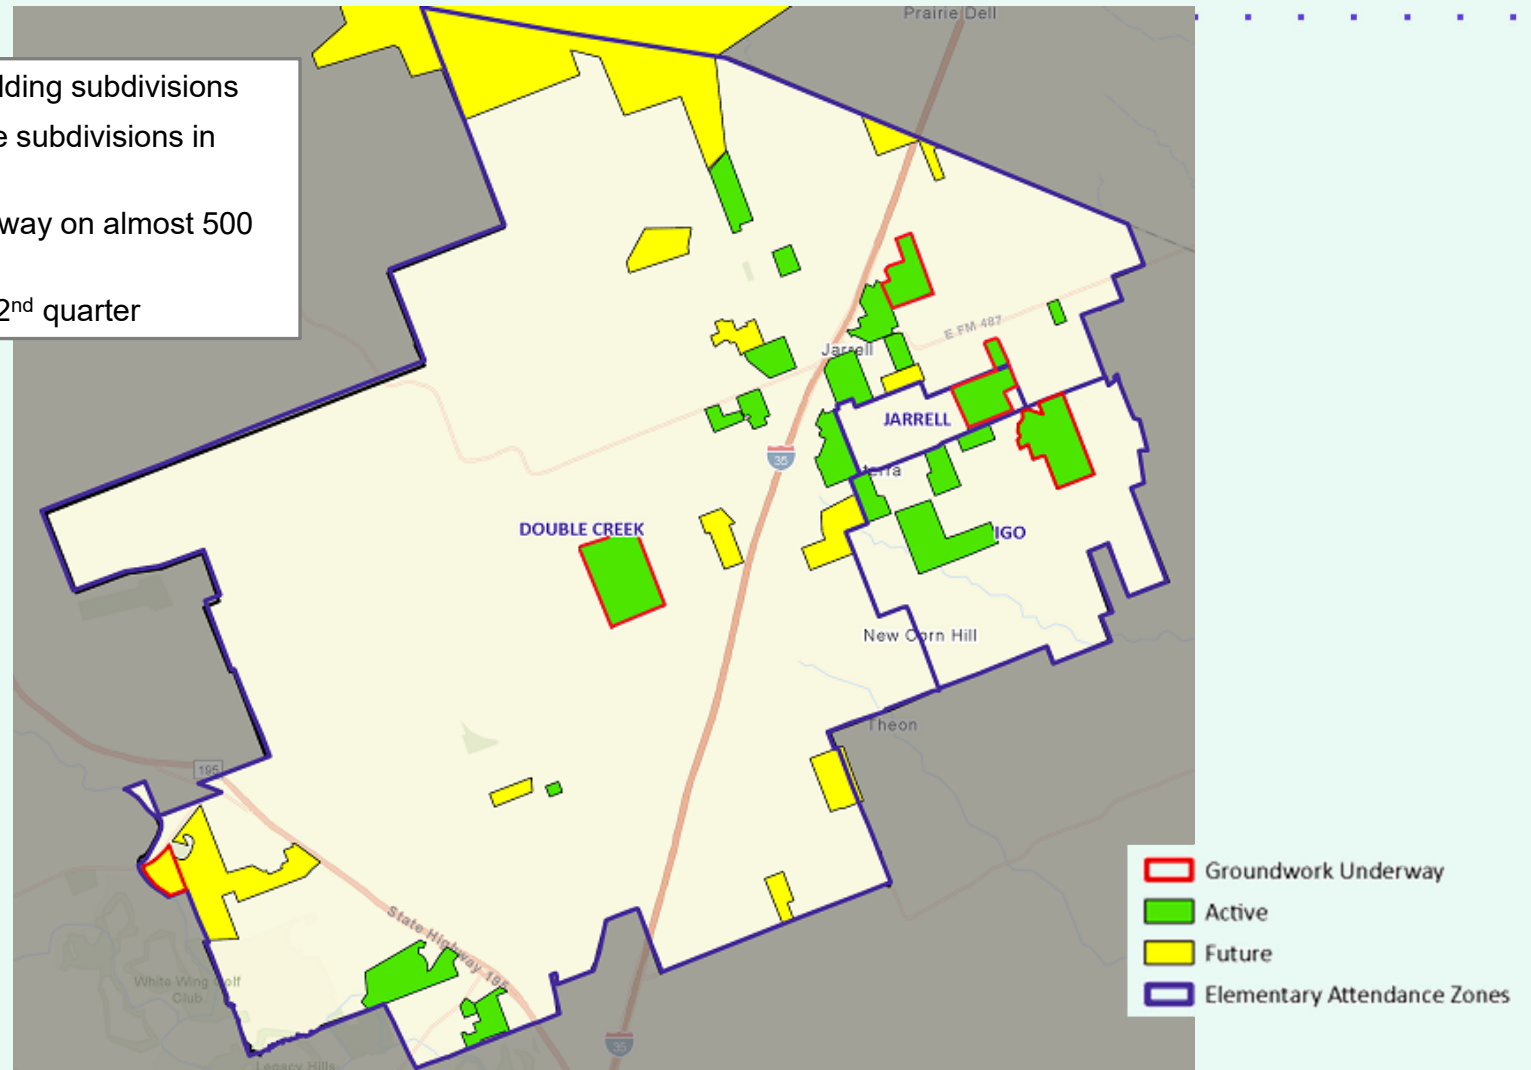 lding subdivisions
e subdivisions in
way on almost 500
2nd quarter
Prairie Dell
E FM 487
Jarrell
JARRELL
35
terra
DOUBLE CREEK
IGO
New Corn Hill
Theon
195
State Highway 195
White Wing Golf
Club
35
Legacy Hills
Groundwork Underway
Active
Future
Elementary Attendance Zones